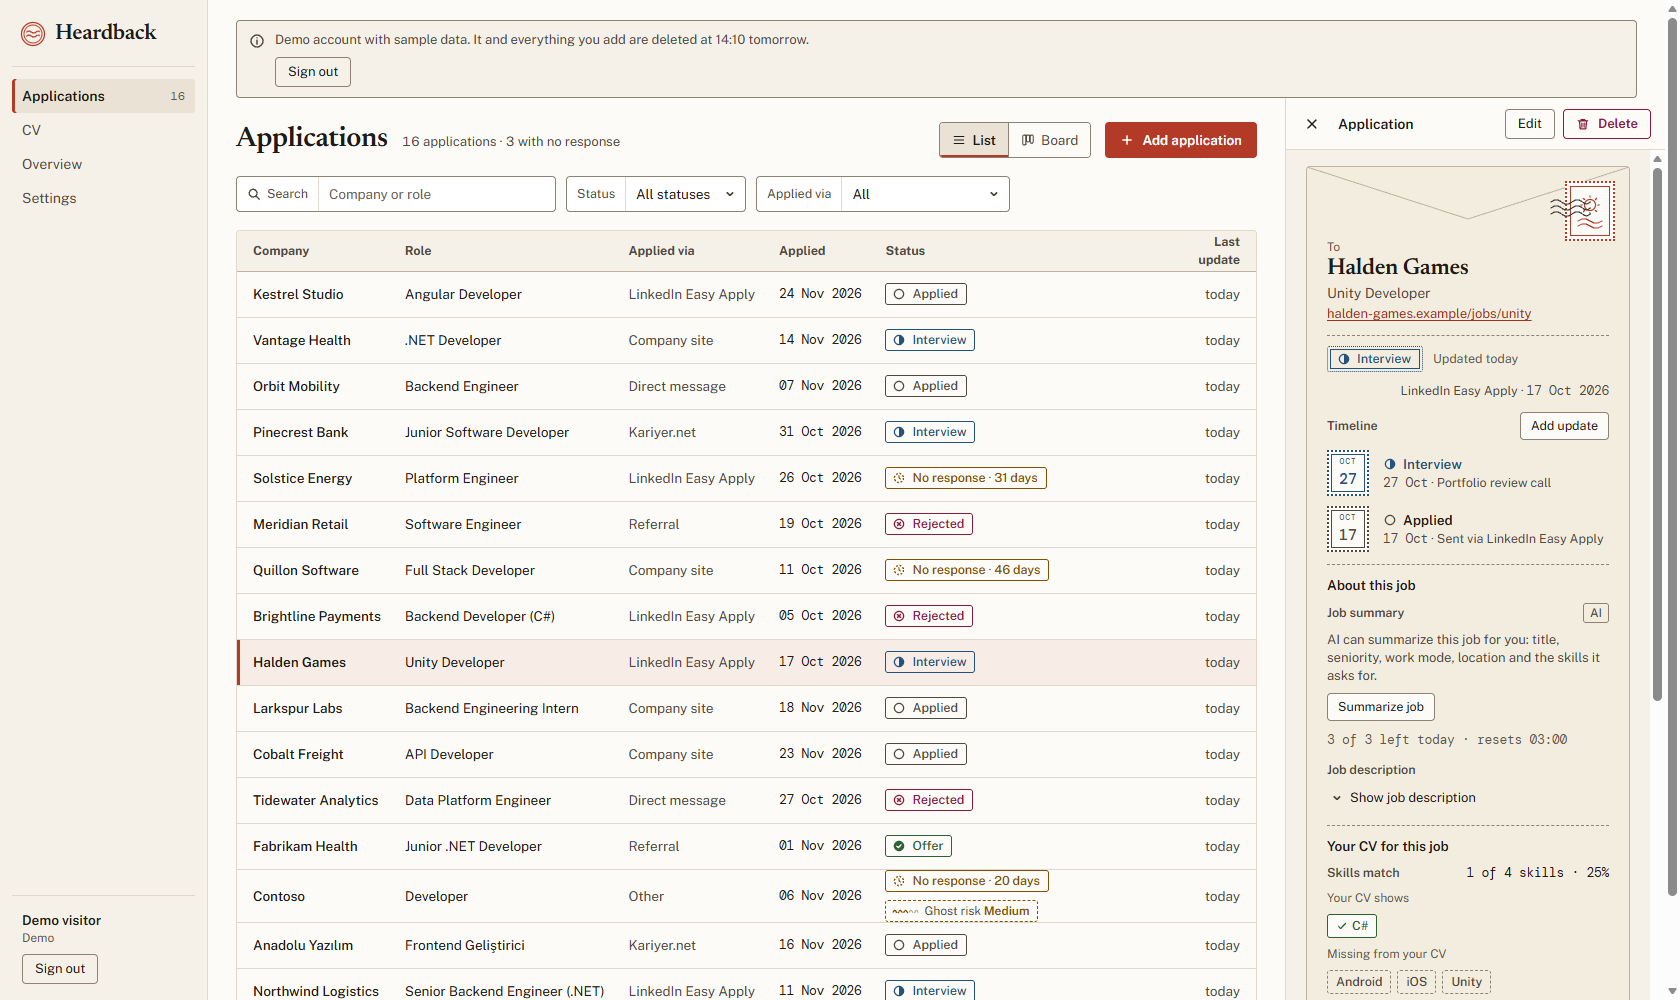 Heardback
Applications 16
CV
Overview
Settings
Demo visitor
Demo
Sign out
Demo account with sample data. It and everything you add are deleted at 14:10 tomorrow.
Sign out
Applications 16 applications · 3 with no response
List Board + Add application
Search Company or role Status All statuses Applied via All
Company Role Applied via Applied Status Last update
Kestrel Studio Angular Developer LinkedIn Easy Apply 24 Nov 2026 Applied today
Vantage Health .NET Developer Company site 14 Nov 2026 Interview today
Orbit Mobility Backend Engineer Direct message 07 Nov 2026 Applied today
Pinecrest Bank Junior Software Developer Kariyer.net 31 Oct 2026 Interview today
Solstice Energy Platform Engineer LinkedIn Easy Apply 26 Oct 2026 No response · 31 days today
Meridian Retail Software Engineer Referral 19 Oct 2026 Rejected today
Quillon Software Full Stack Developer Company site 11 Oct 2026 No response · 46 days today
Brightline Payments Backend Developer (C#) LinkedIn Easy Apply 05 Oct 2026 Rejected today
Halden Games Unity Developer LinkedIn Easy Apply 17 Oct 2026 Interview today
Larkspur Labs Backend Engineering Intern Company site 18 Nov 2026 Applied today
Cobalt Freight API Developer Company site 23 Nov 2026 Applied today
Tidewater Analytics Data Platform Engineer Direct message 27 Oct 2026 Rejected today
Fabrikam Health Junior .NET Developer Referral 01 Nov 2026 Offer today
Contoso Developer Other 06 Nov 2026 No response · 20 days today
Ghost risk Medium
Anadolu Yazılım Frontend Geliştirici Kariyer.net 16 Nov 2026 Applied today
Northwind Logistics Senior Backend Engineer (.NET) LinkedIn Easy Apply 11 Nov 2026 Interview today
Application Edit Delete
To
Halden Games
Unity Developer
halden-games.example/jobs/unity
Interview Updated today
LinkedIn Easy Apply · 17 Oct 2026
Timeline Add update
OCT 27 Interview
27 Oct · Portfolio review call
OCT 17 Applied
17 Oct · Sent via LinkedIn Easy Apply
About this job
Job summary AI
AI can summarize this job for you: title,
seniority, work mode, location and the skills it
asks for.
Summarize job
3 of 3 left today · resets 03:00
Job description
Show job description
Your CV for this job
Skills match 1 of 4 skills · 25%
Your CV shows
C#
Missing from your CV
Android iOS Unity